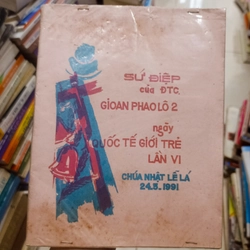 SỨ ĐIỆP
của ĐTC.
GIOAN PHAOLÔ 2
ngày
QUỐC TẾ GIỚI TRẺ
LẦN VI
CHÚA NHẬT LỄ LÁ
24.3.1991